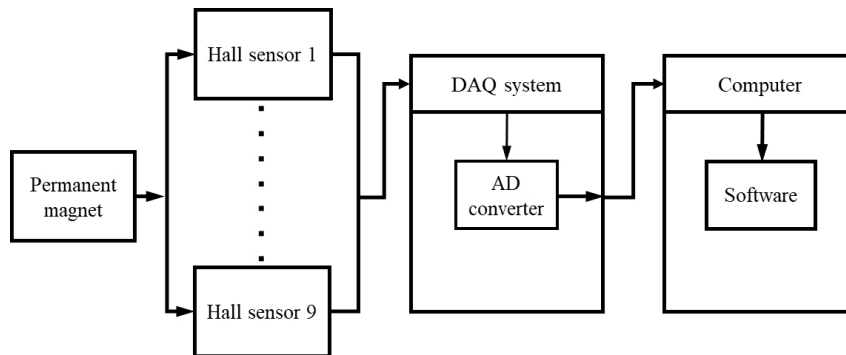 Hall sensor 1
DAQ system
Computer
Permanent
magnet
AD
converter
Software
Hall sensor 9